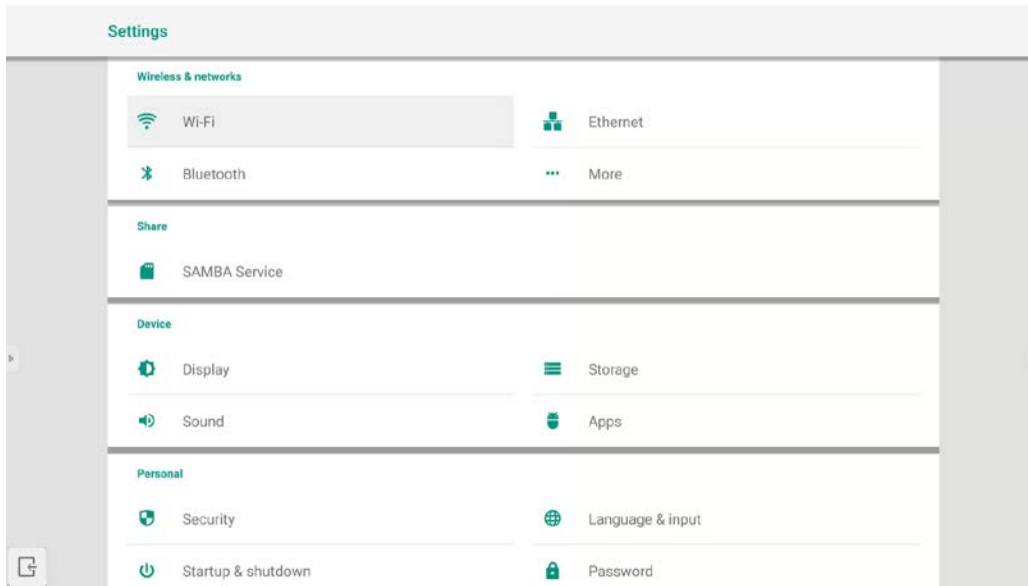 Settings
Wireless & networks
Wi-Fi
Ethernet
Bluetooth
More
Share
SAMBA Service
Device
Display
Storage
Sound
Apps
Personal
Security
Language & input
Startup & shutdown
Password